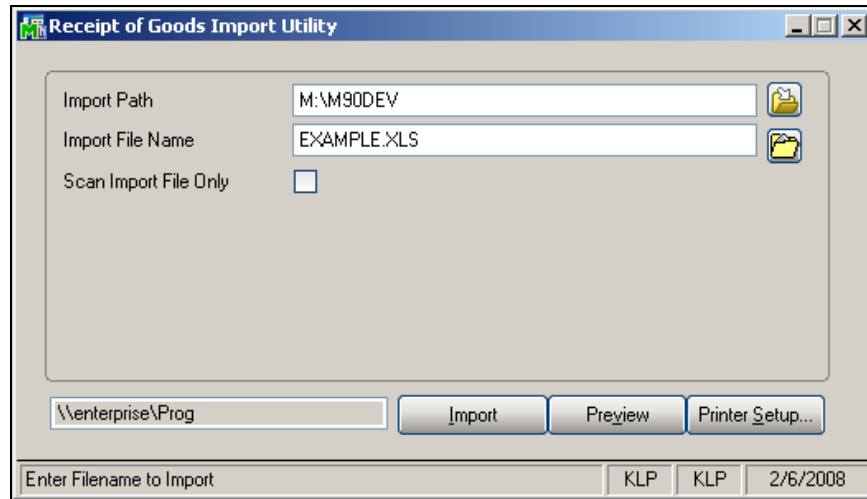 Receipt of Goods Import Utility
Import Path M:\M90DEV
Import File Name EXAMPLE.XLS
Scan Import File Only
\\enterprise\Prog Import Preview Printer Setup...
Enter Filename to Import KLP KLP 2/6/2008